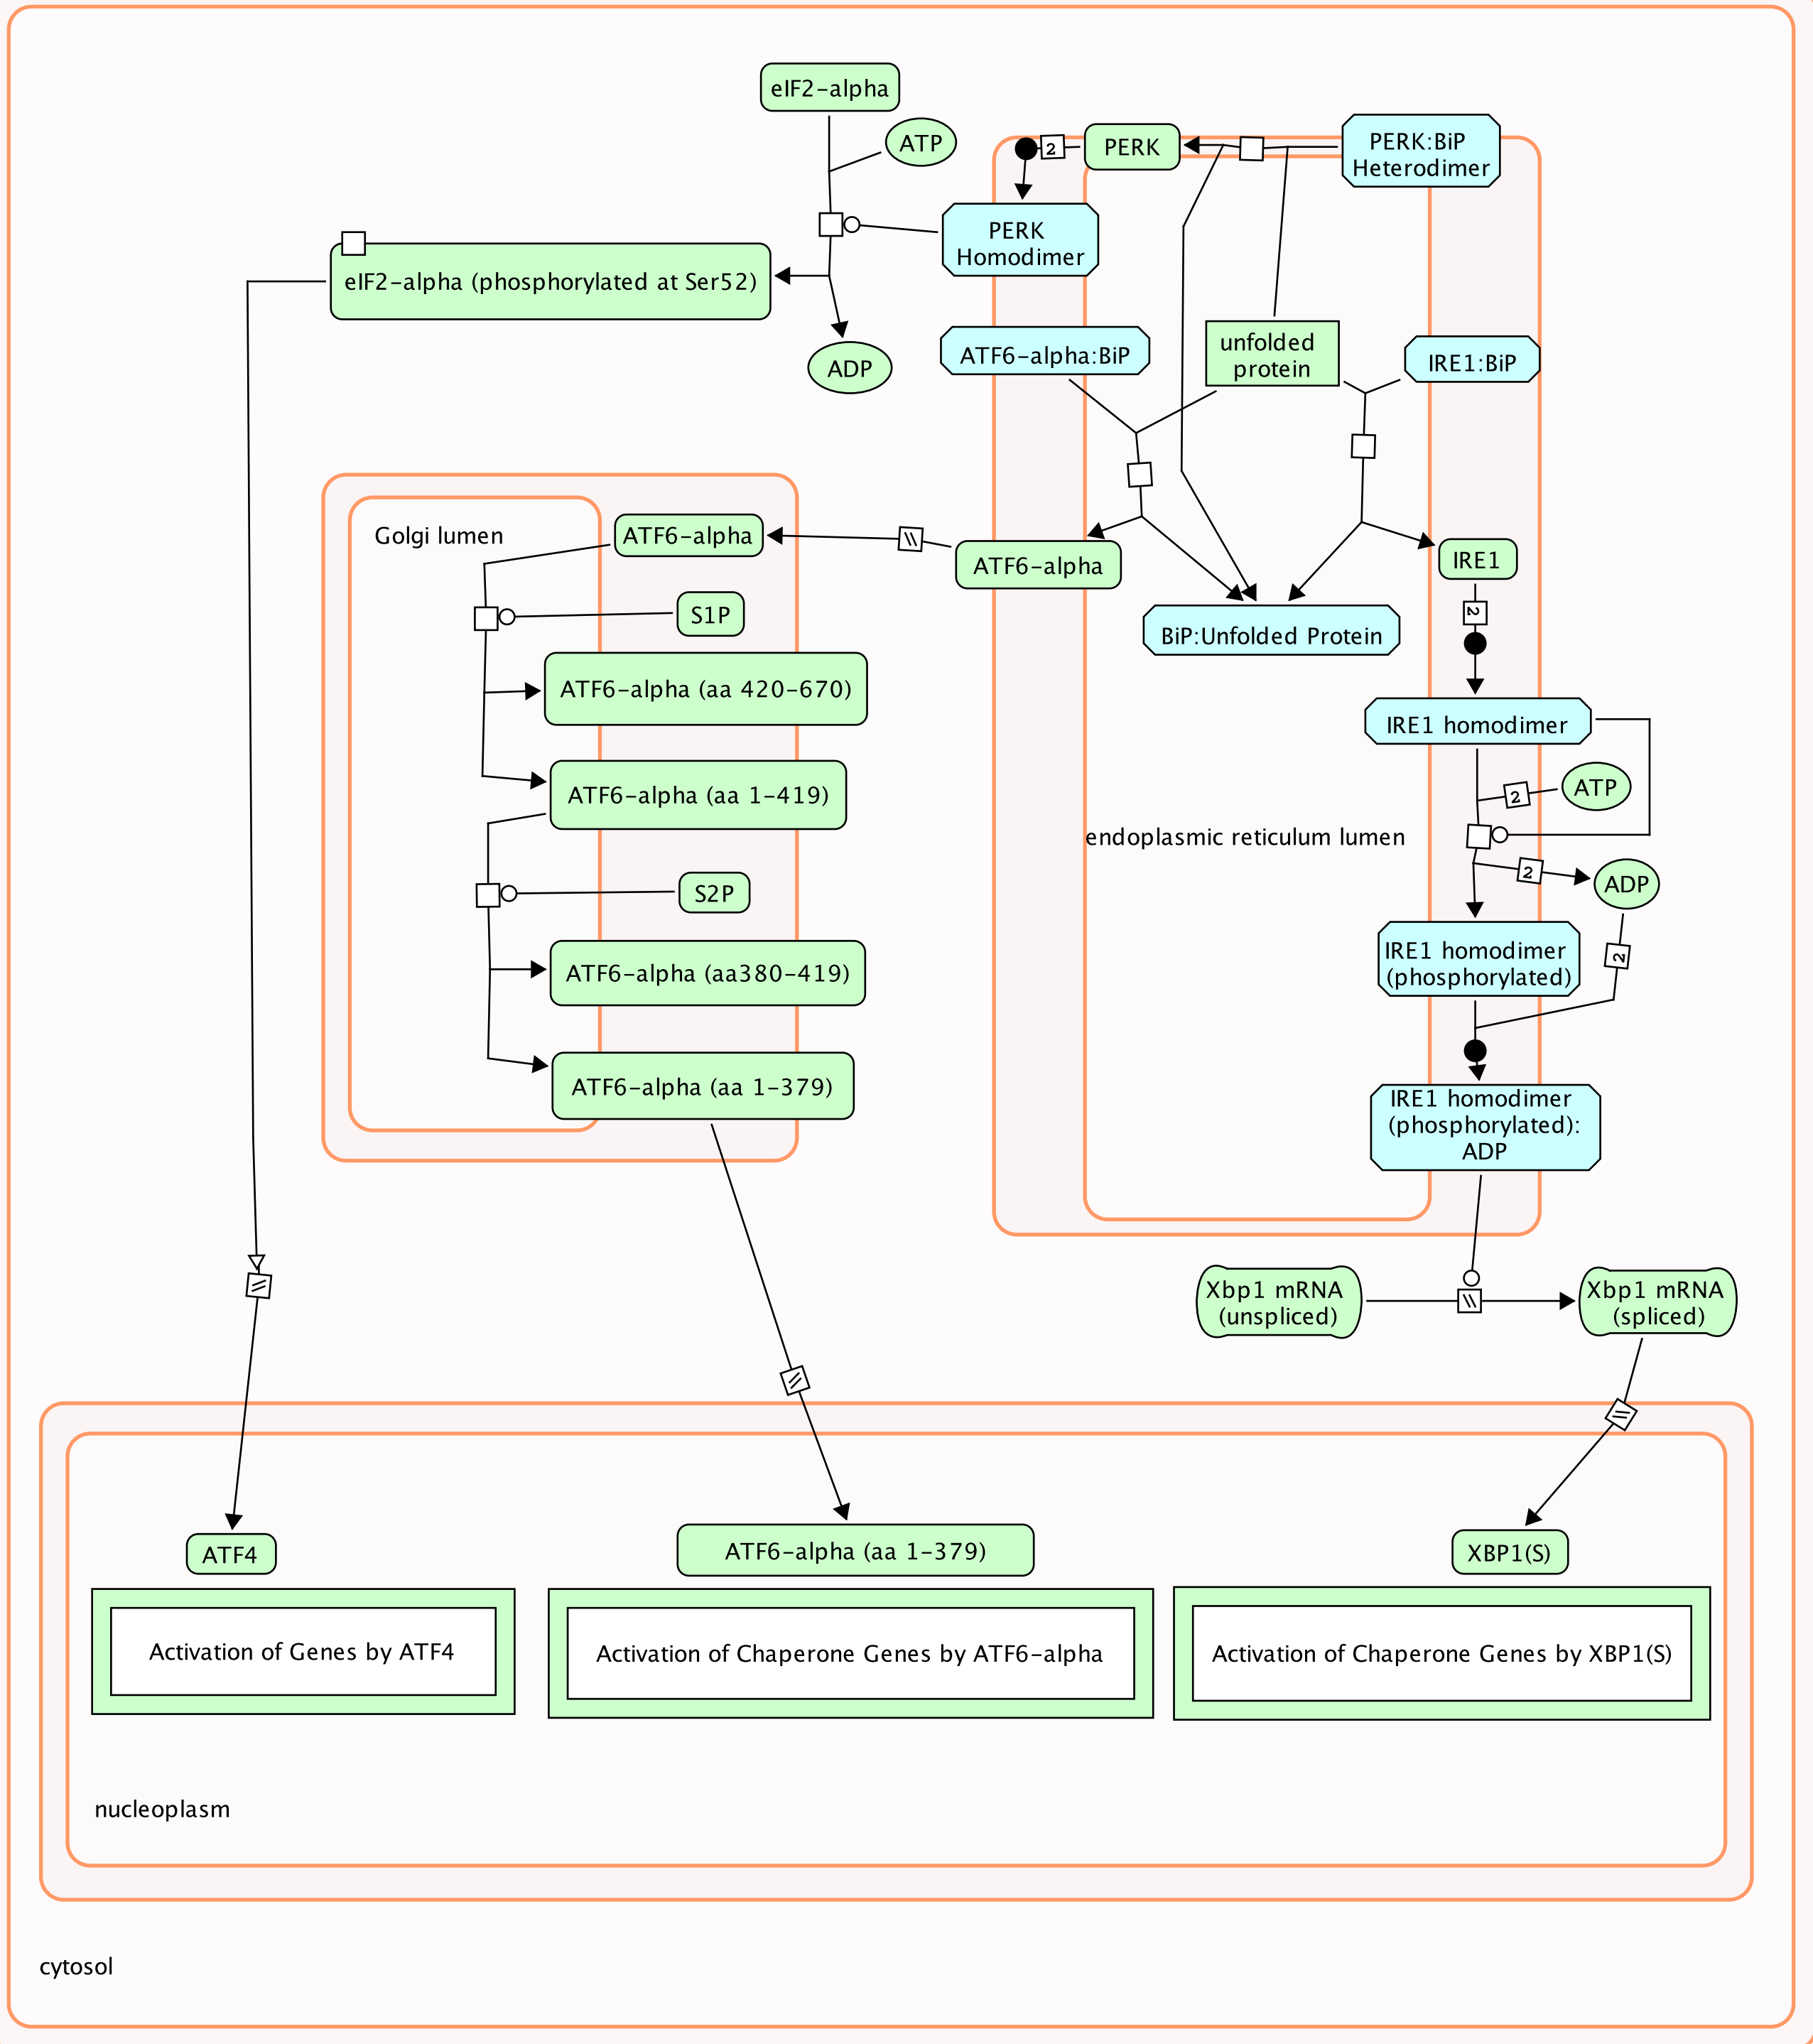 eIF2-alpha
ATP
PERK
2
PERK:BiP
Heterodimer
PERK
Homodimer
eIF2-alpha (phosphorylated at Ser52)
ADP
ATF6-alpha:BiP
unfolded
protein
IRE1:BiP
Golgi lumen
ATF6-alpha
ATF6-alpha
IRE1
2
S1P
BiP:Unfolded Protein
ATF6-alpha (aa 420-670)
IRE1 homodimer
ATF6-alpha (aa 1-419)
2
ATP
endoplasmic reticulum lumen
2
ADP
S2P
IRE1 homodimer
(phosphorylated)
2
ATF6-alpha (aa380-419)
ATF6-alpha (aa 1-379)
IRE1 homodimer
(phosphorylated):
ADP
Xbp1 mRNA
(unspliced)
Xbp1 mRNA
(spliced)
ATF4
ATF6-alpha (aa 1-379)
XBP1(S)
Activation of Genes by ATF4
Activation of Chaperone Genes by ATF6-alpha
Activation of Chaperone Genes by XBP1(S)
nucleoplasm
cytosol